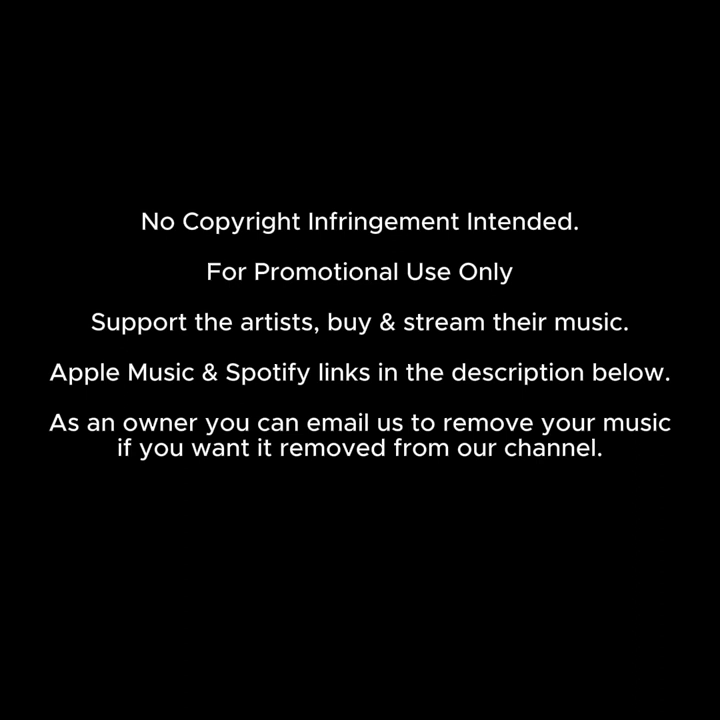 No Copyright Infringement Intended.
For Promotional Use Only
Support the artists, buy & stream their music.
Apple Music & Spotify links in the description below.
As an owner you can email us to remove your music
if you want it removed from our channel.